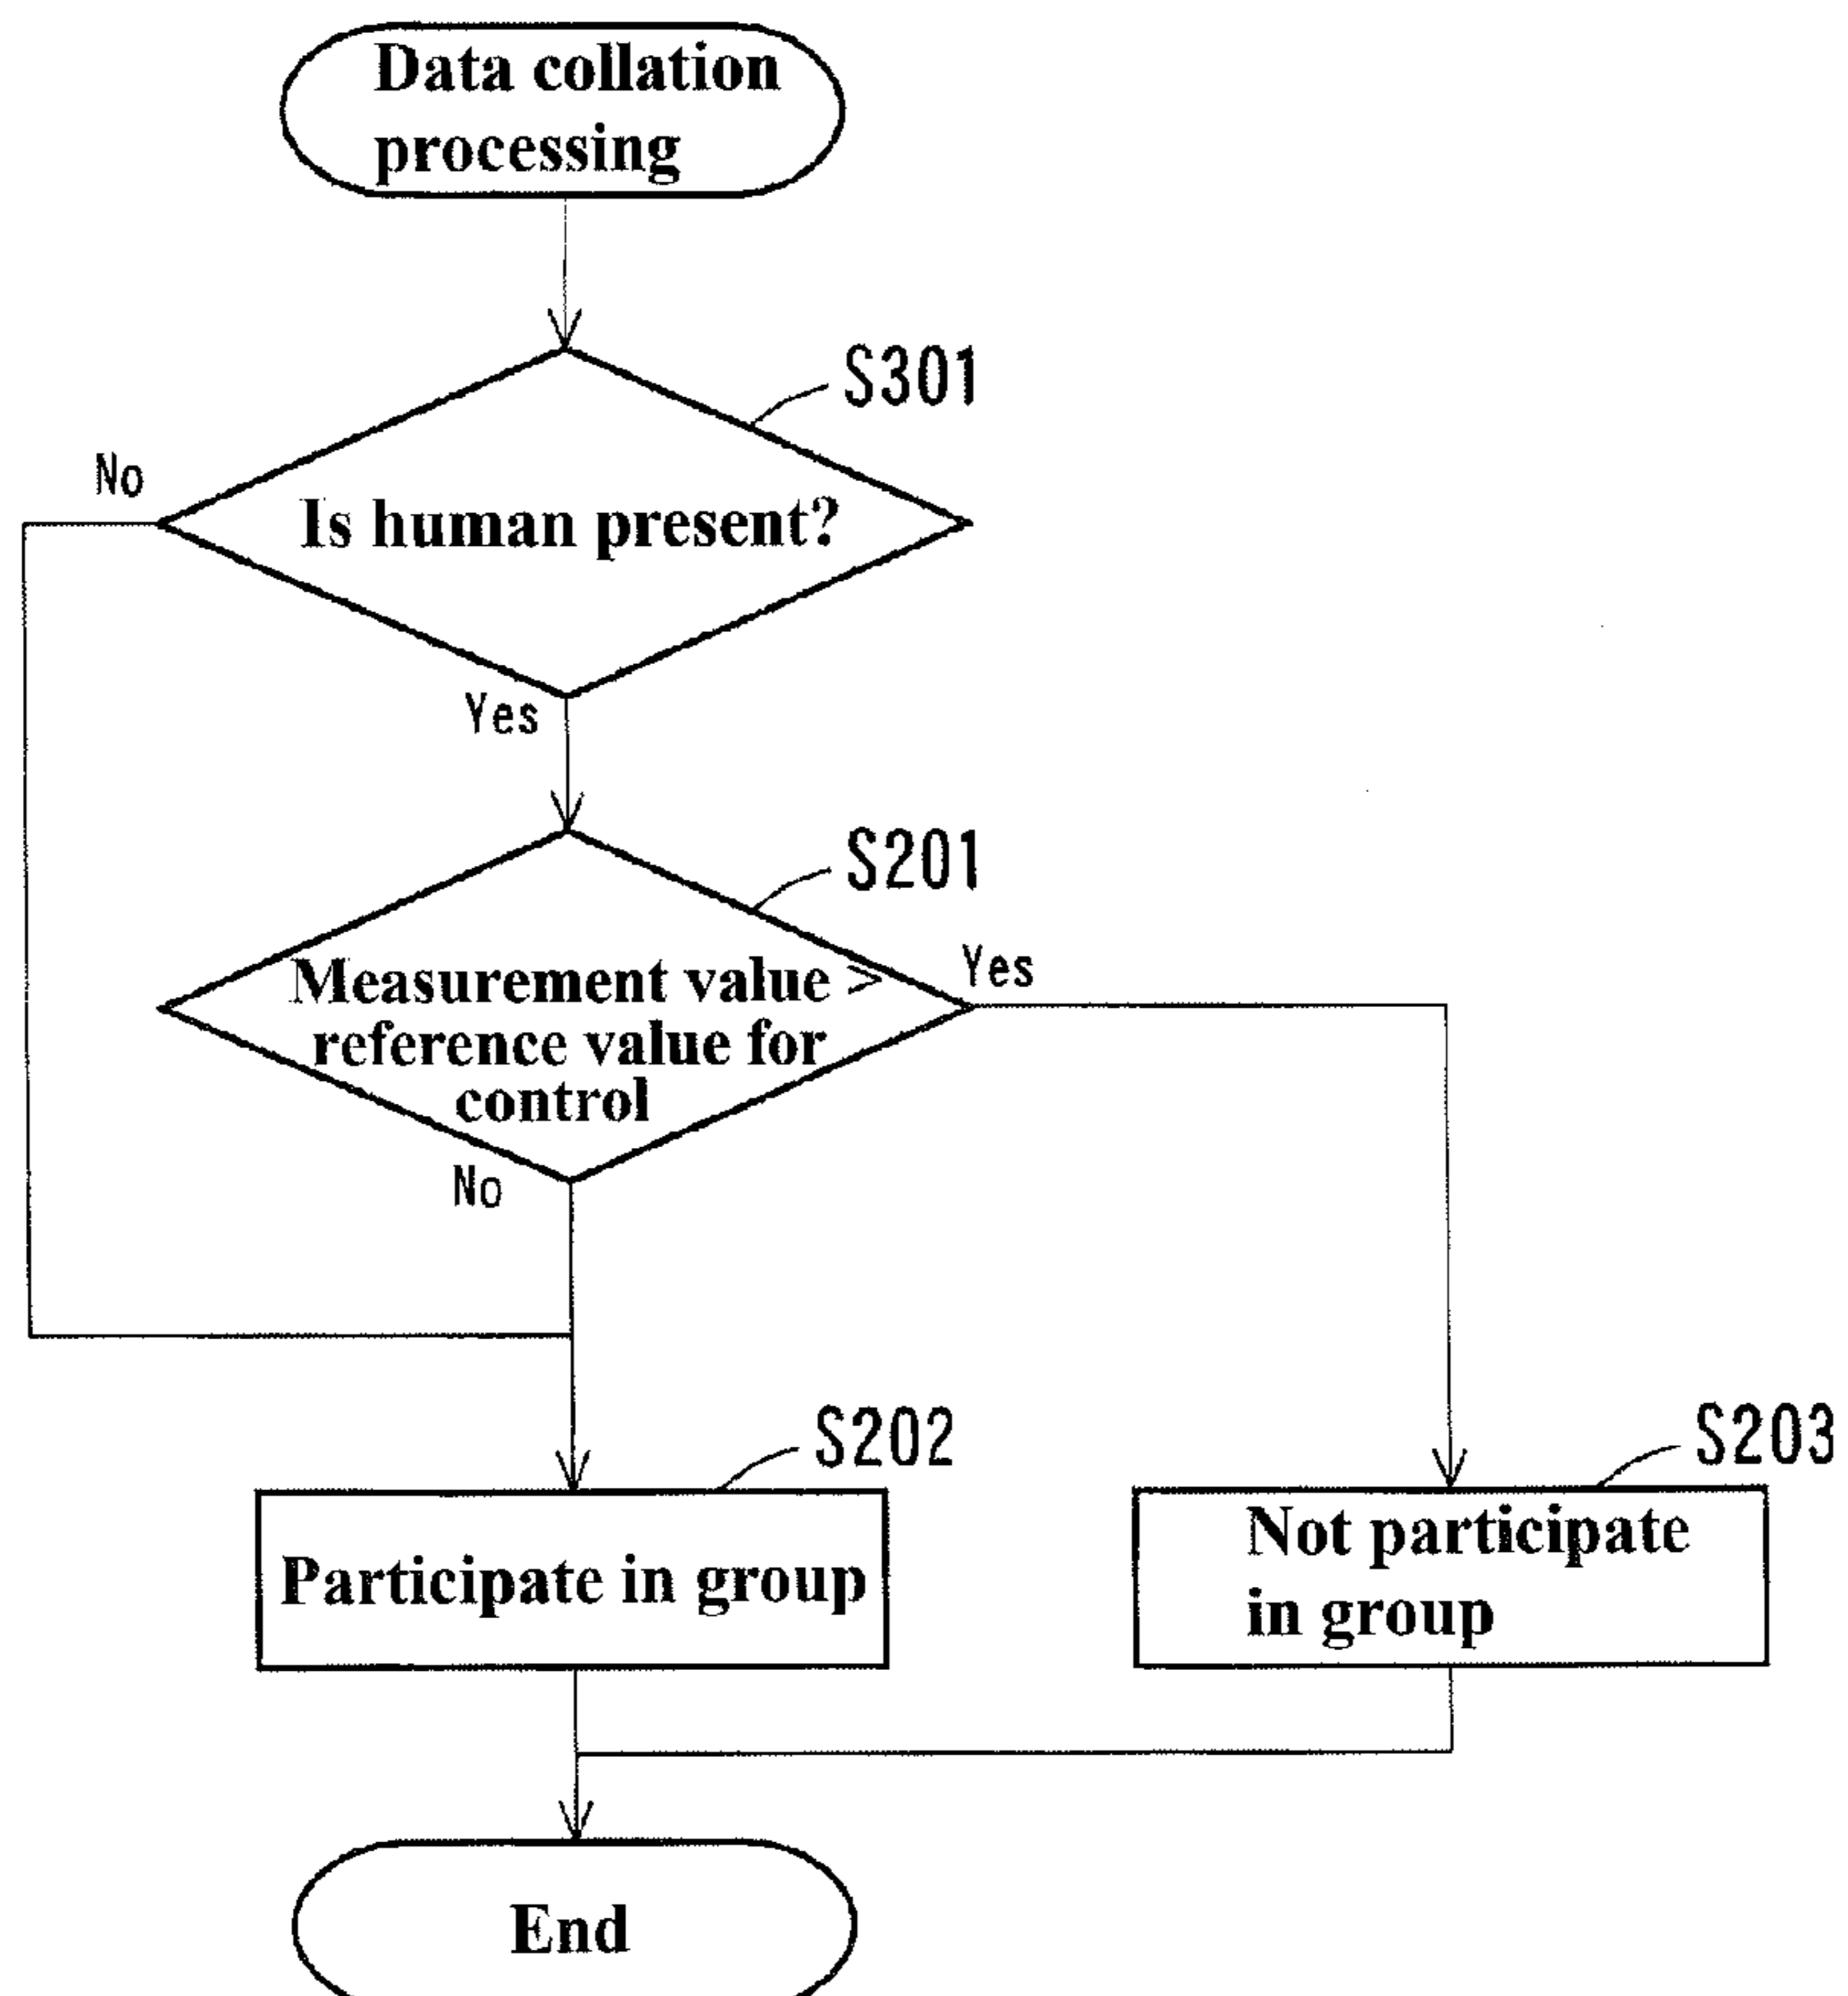 Data collation
processing
S301
No
Is human present?
Yes
S201
Measurement value >
Yes
reference value for
control
No
S202
S203
Participate in group
Not participate
in group
End